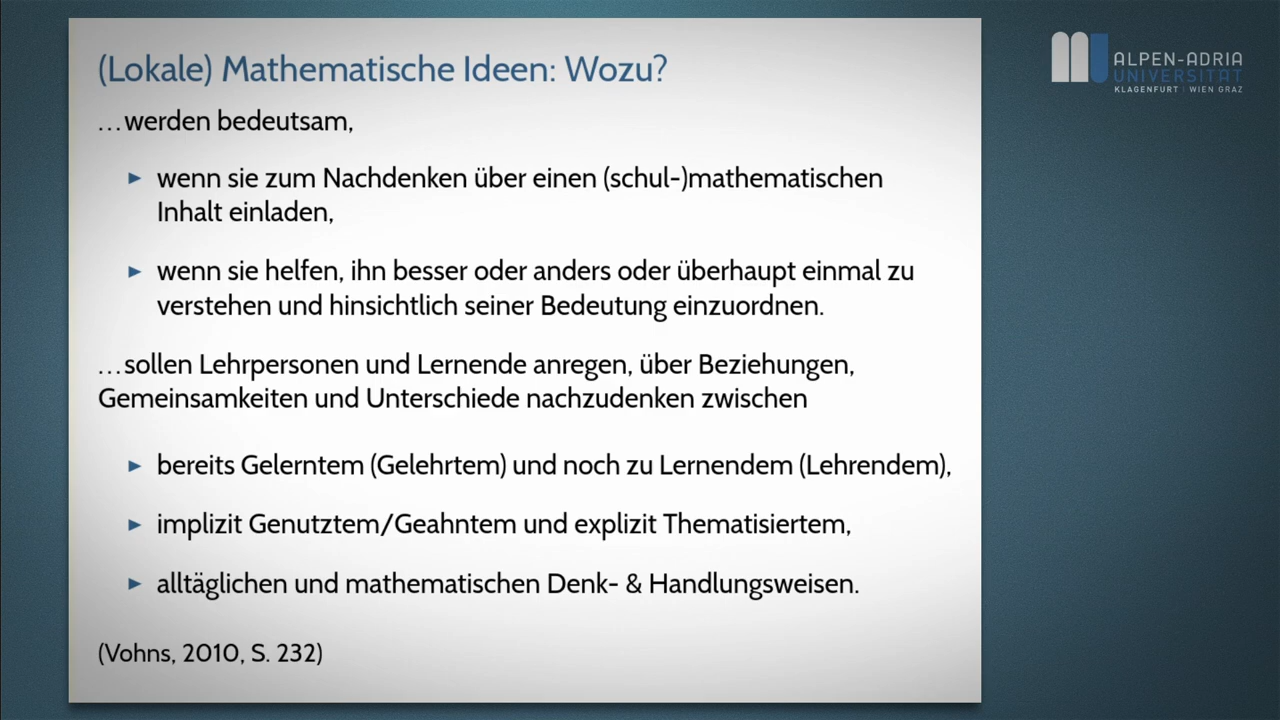 (Lokale) Mathematische Ideen: Wozu?
…werden bedeutsam,
► wenn sie zum Nachdenken über einen (schul-)mathematischen
Inhalt einladen,
► wenn sie helfen, ihn besser oder anders oder überhaupt einmal zu
verstehen und hinsichtlich seiner Bedeutung einzuordnen.
…sollen Lehrpersonen und Lernende anregen, über Beziehungen,
Gemeinsamkeiten und Unterschiede nachzudenken zwischen
► bereits Gelerntem (Gelehrtem) und noch zu Lernendem (Lehrendem),
► implizit Genutztem/Geahntem und explizit Thematisiertem,
► alltäglichen und mathematischen Denk- & Handlungsweisen.
(Vohns, 2010, S. 232)
ALPEN-ADRIA
UNIVERSITÄT
KLAGENFURT | WIEN GRAZ